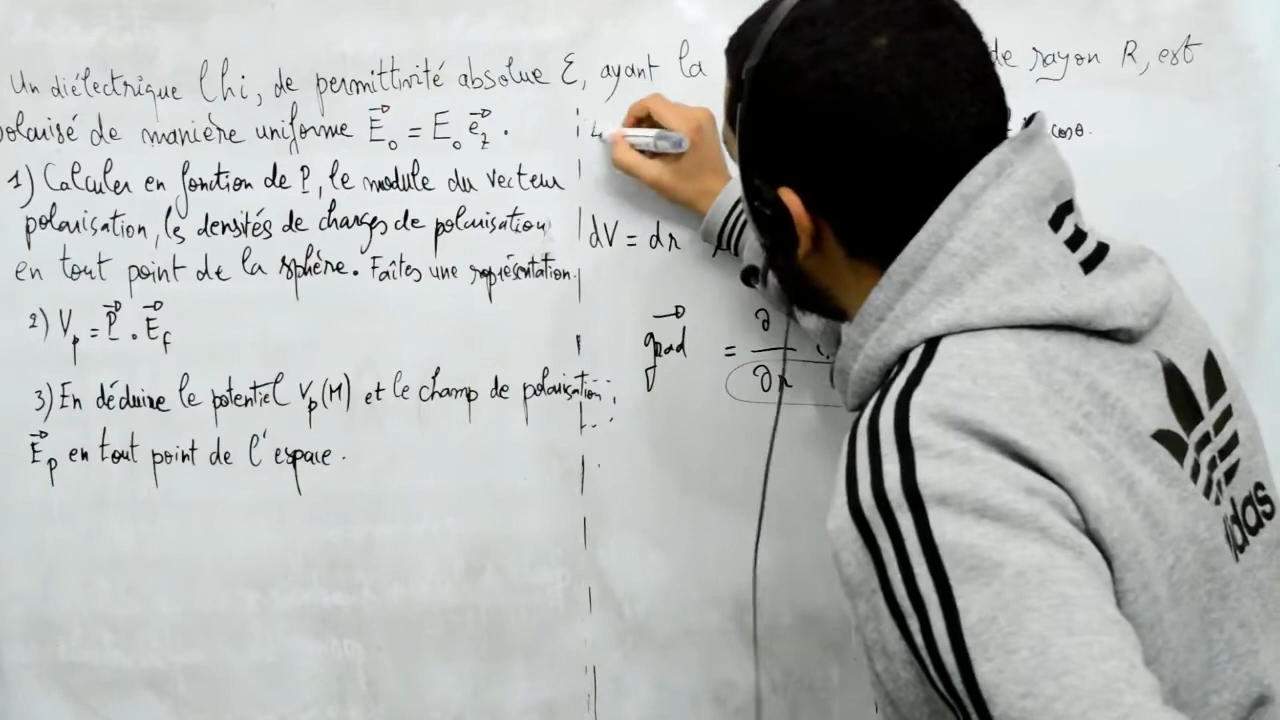 Un diélectrique lhi, de permittivité absolue ε, ayant la de rayon R, est
polarisé de manière uniforme E⃗₀ = E₀ e⃗z.
cosθ.
1) Calculer en fonction de P, le module du vecteur
polarisation, les densités de charges de polarisation
en tout point de la sphère. Faites une représentation.
2) Vp = P⃗ . E⃗f
3) En déduire le potentiel Vp(M) et le champ de polarisation
E⃗p en tout point de l'espace.
dV = dr
grad⃗ = ∂/∂r
adidas